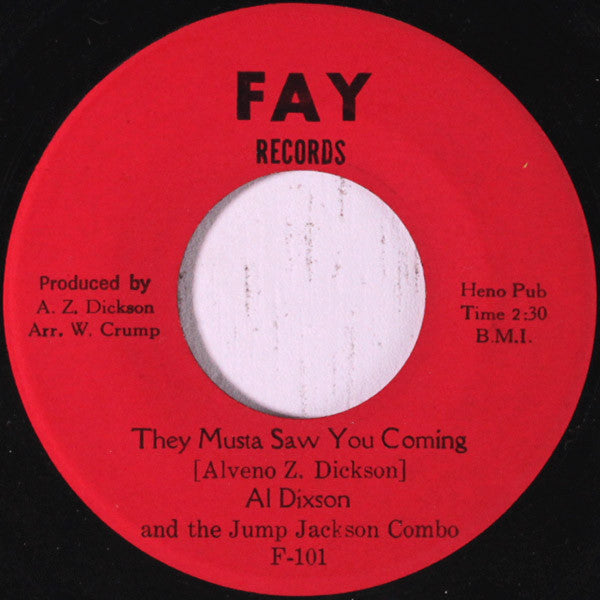 FAY
RECORDS
Produced by
A. Z. Dickson
Arr. W. Crump
Heno Pub
Time 2:30
B.M.I.
They Musta Saw You Coming
[Alveno Z. Dickson]
Al Dixson
and the Jump Jackson Combo
F-101